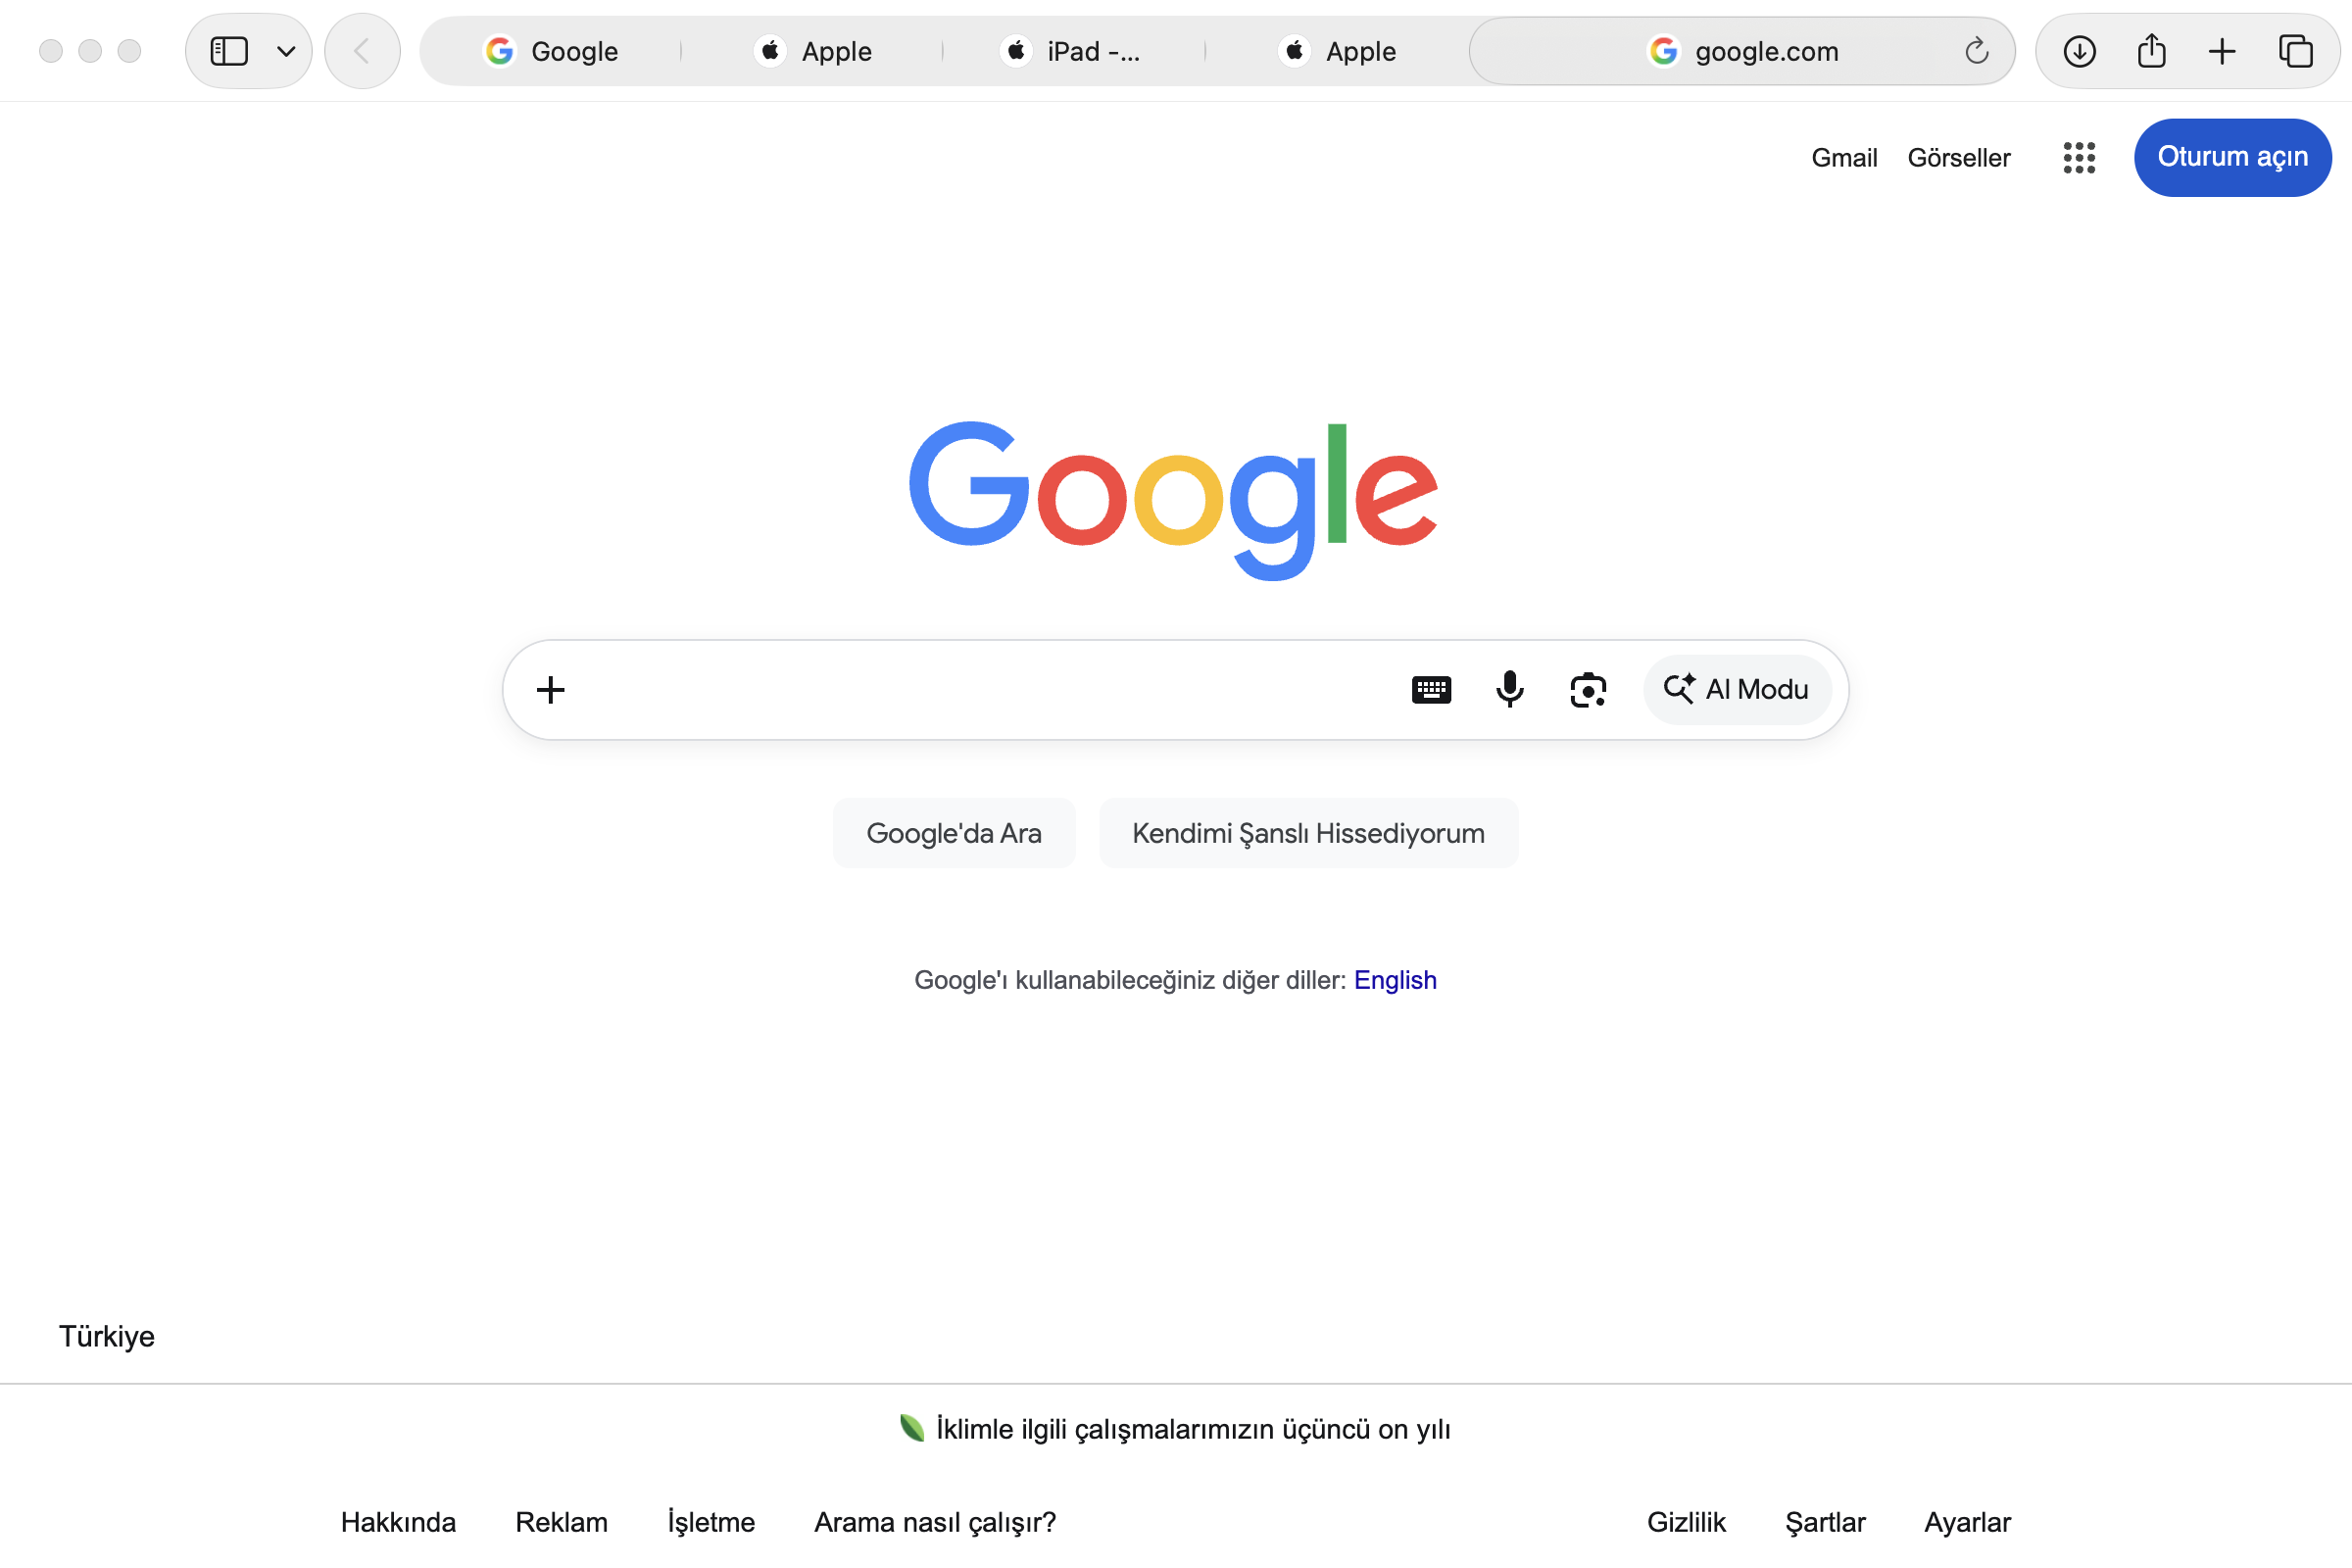 Google
Apple
iPad -...
Apple
google.com
Gmail
Görseller
Oturum açın
Google
AI Modu
Google'da Ara
Kendimi Şanslı Hissediyorum
Google'ı kullanabileceğiniz diğer diller: English
Türkiye
İklimle ilgili çalışmalarımızın üçüncü on yılı
Hakkında
Reklam
İşletme
Arama nasıl çalışır?
Gizlilik
Şartlar
Ayarlar